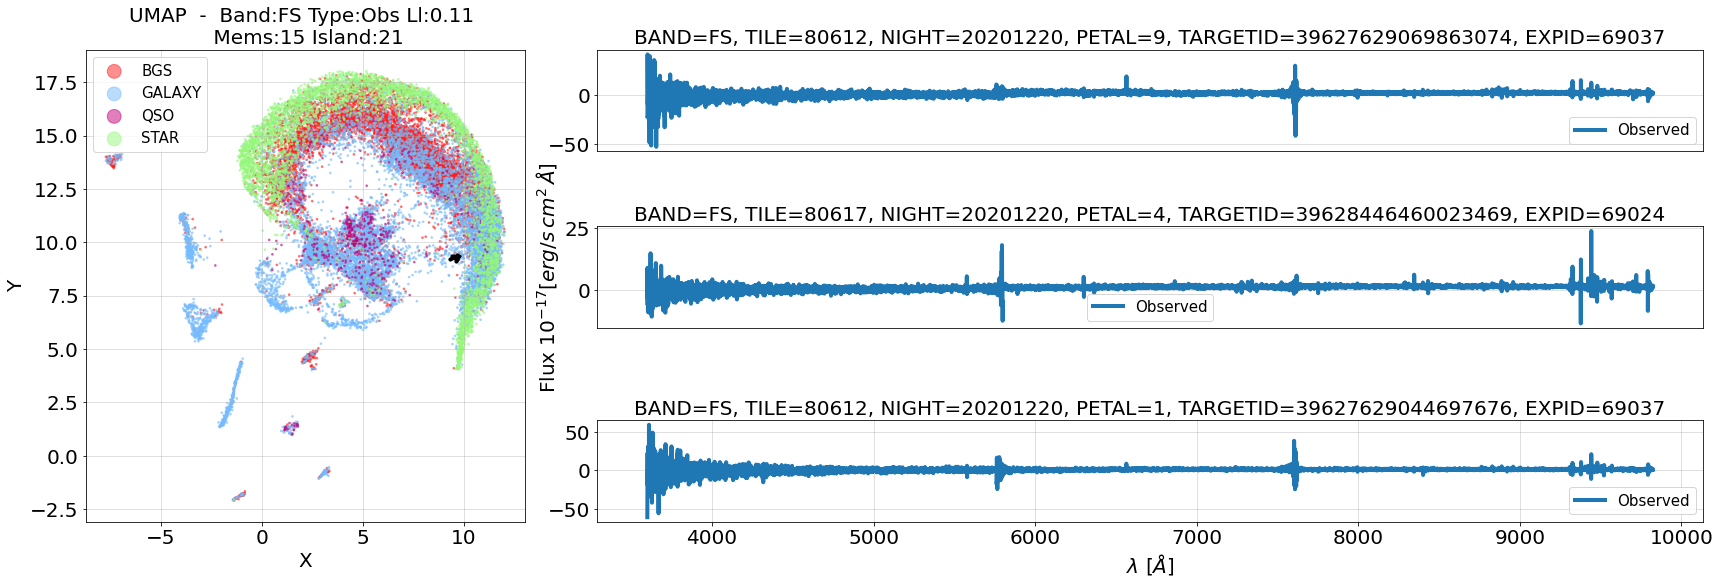 UMAP - Band:FS Type:Obs Ll:0.11
Mems:15 Island:21
BGS
GALAXY
QSO
STAR
17.5
15.0
12.5
10.0
7.5
5.0
2.5
0.0
−2.5
Y
−5
0
5
10
X
BAND=FS, TILE=80612, NIGHT=20201220, PETAL=9, TARGETID=39627629069863074, EXPID=69037
0
−50
Observed
Flux 10⁻¹⁷[erg/s cm² Å]
BAND=FS, TILE=80617, NIGHT=20201220, PETAL=4, TARGETID=39628446460023469, EXPID=69024
25
0
Observed
BAND=FS, TILE=80612, NIGHT=20201220, PETAL=1, TARGETID=39627629044697676, EXPID=69037
50
0
−50
Observed
4000
5000
6000
7000
8000
9000
10000
λ [Å]